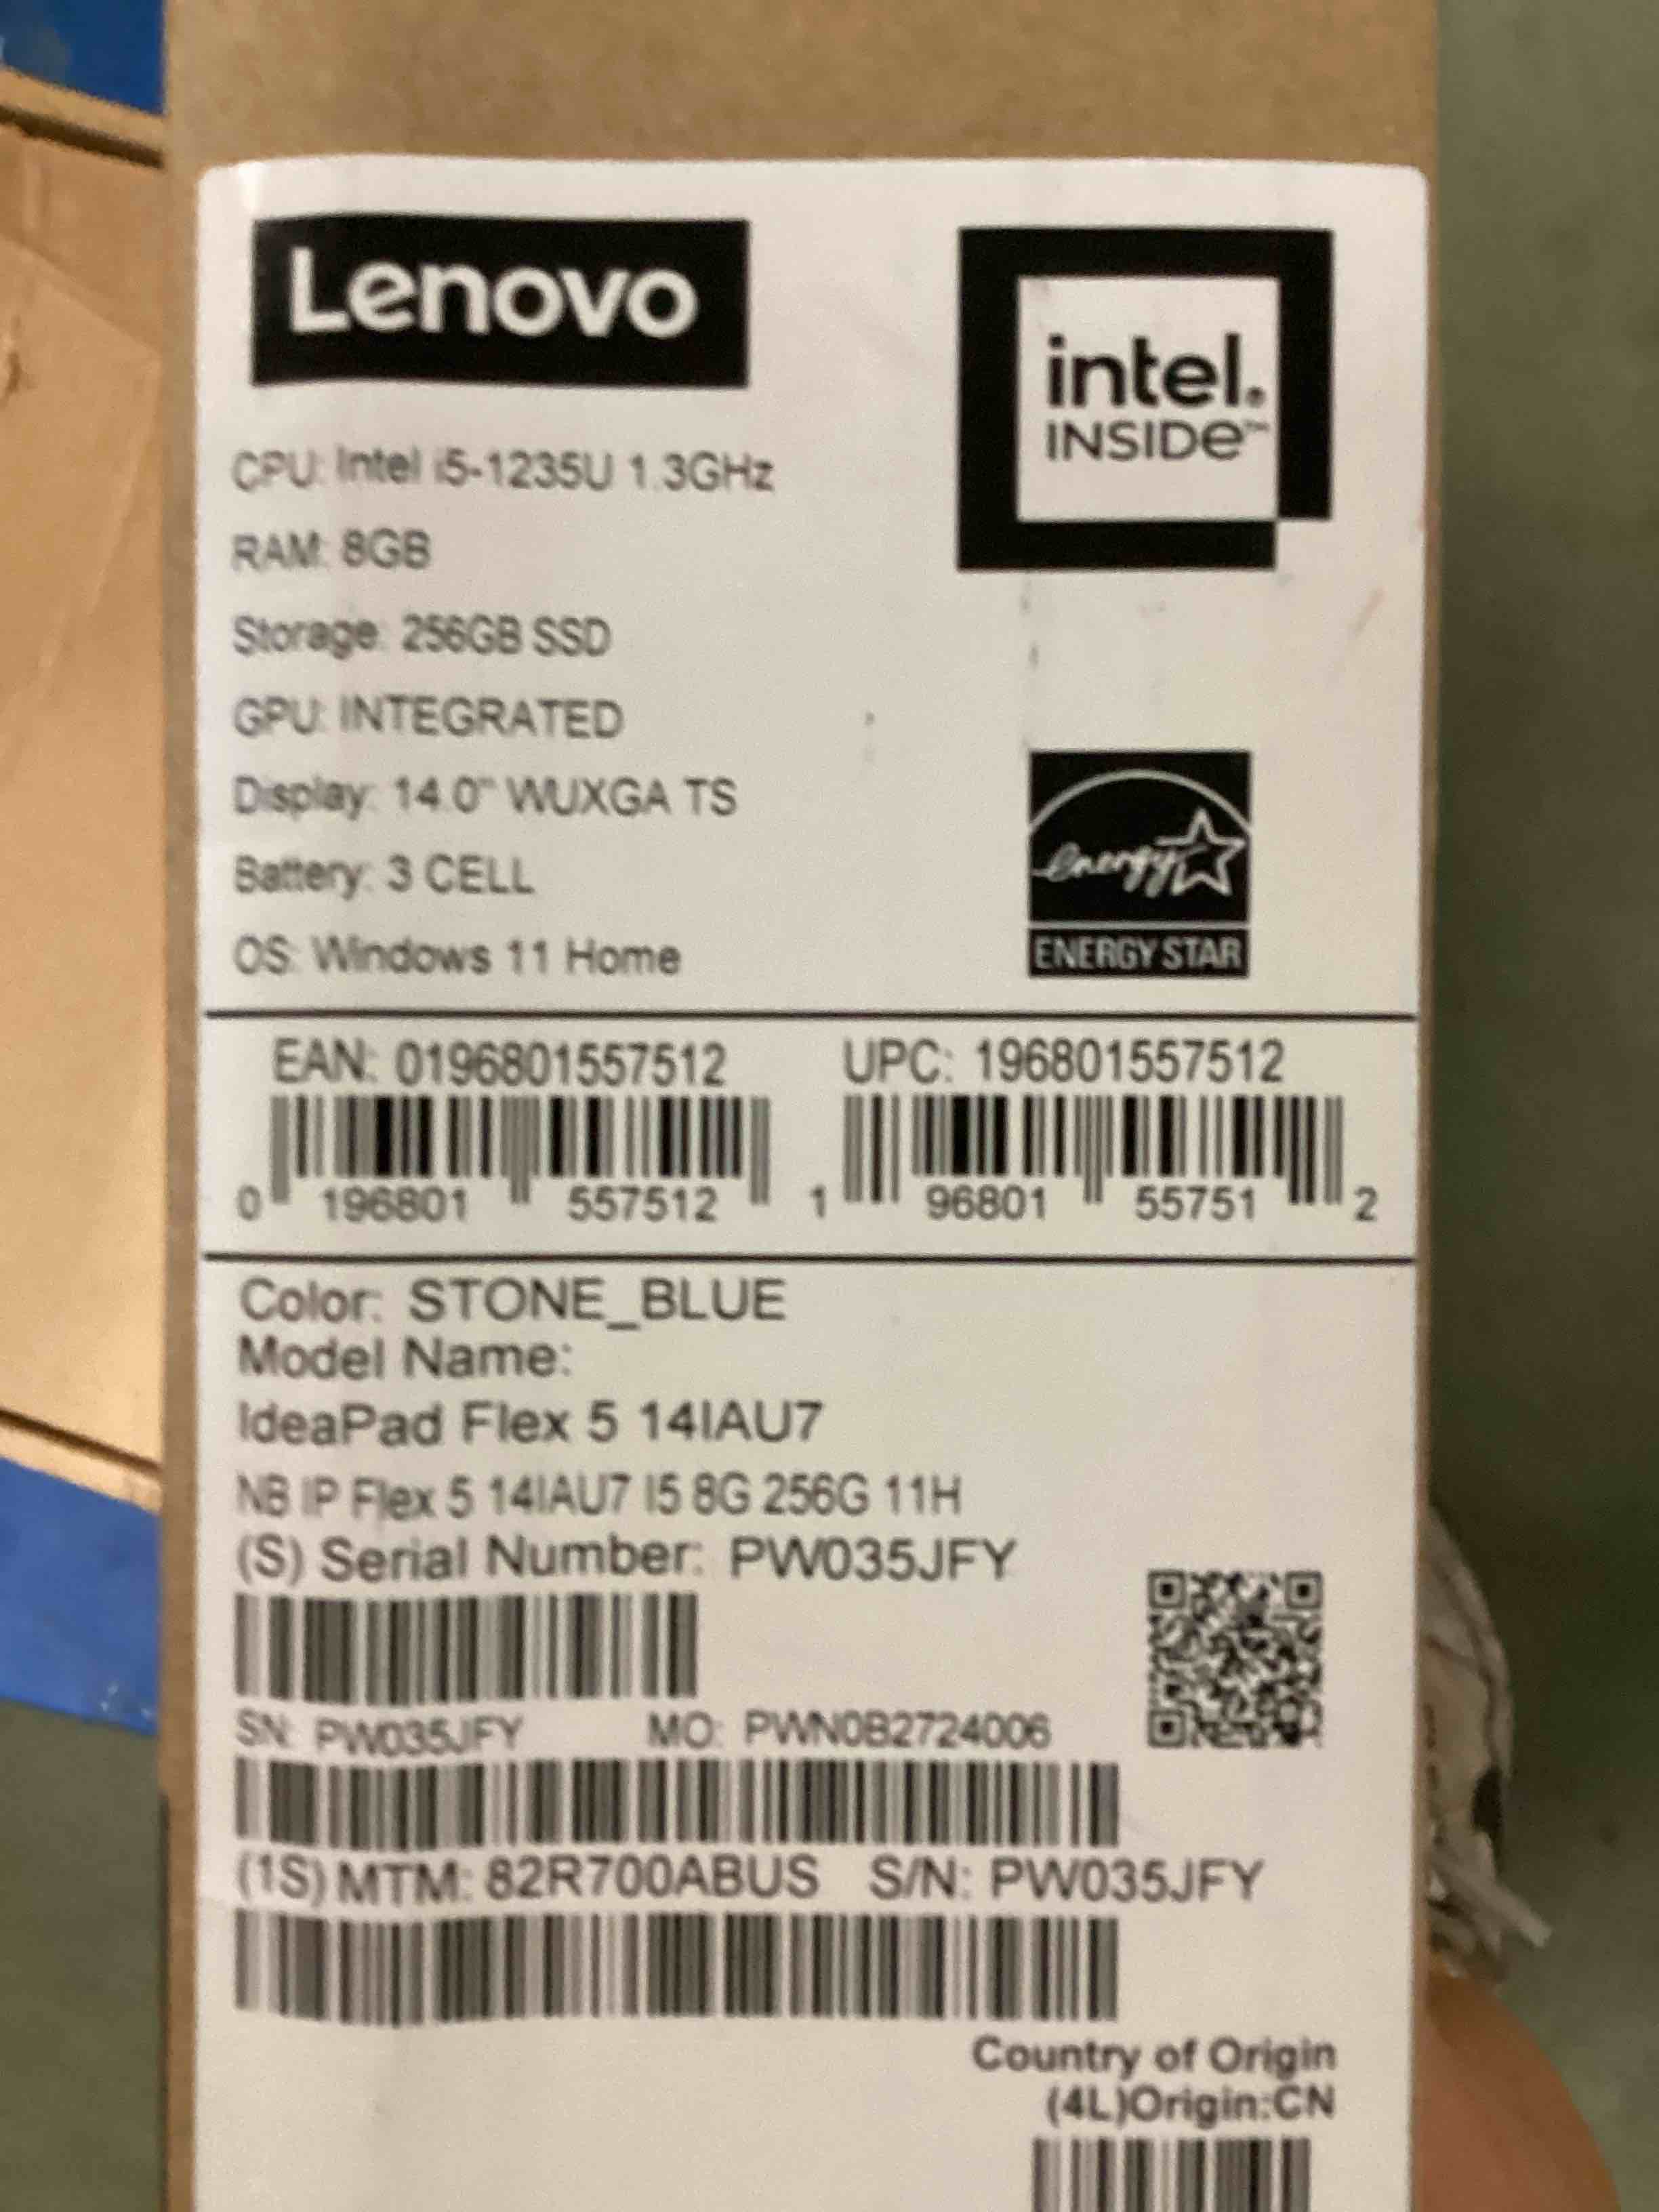 Lenovo
intel.
INSIDE™
CPU: Intel i5-1235U 1.3GHz
RAM: 8GB
Storage: 256GB SSD
GPU: INTEGRATED
Display: 14.0" WUXGA TS
Battery: 3 CELL
OS: Windows 11 Home
energy
ENERGY STAR
EAN: 0196801557512 UPC: 196801557512
0 196801 557512 1 96801 55751 2
Color: STONE_BLUE
Model Name:
IdeaPad Flex 5 14IAU7
NB IP Flex 5 14IAU7 I5 8G 256G 11H
(S) Serial Number: PW035JFY
SN: PW035JFY MO: PWN0B2724006
(1S) MTM: 82R700ABUS S/N: PW035JFY
Country of Origin
(4L)Origin:CN